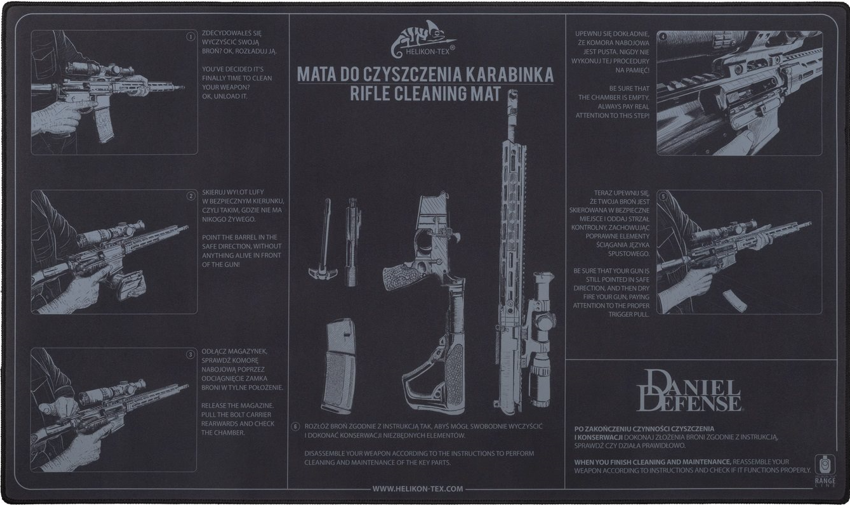 HELIKON-TEX®
MATA DO CZYSZCZENIA KARABINKA
RIFLE CLEANING MAT
1
ZDECYDOWAŁEŚ SIĘ
WYCZYŚCIĆ SWOJĄ
BROŃ? OK, ROZŁADUJ JĄ.
YOU'VE DECIDED IT'S
FINALLY TIME TO CLEAN
YOUR WEAPON?
OK, UNLOAD IT.
2
SKIERUJ WYLOT LUFY
W BEZPIECZNYM KIERUNKU,
CZYLI TAKIM, GDZIE NIE MA
NIKOGO ŻYWEGO.
POINT THE BARREL IN THE
SAFE DIRECTION, WITHOUT
ANYTHING ALIVE IN FRONT
OF THE GUN!
3
ODŁĄCZ MAGAZYNEK,
SPRAWDŹ KOMORĘ
NABOJOWĄ POPRZEZ
ODCIĄGNIĘCIE ZAMKA
BRONI W TYLNE POŁOŻENIE.
RELEASE THE MAGAZINE.
PULL THE BOLT CARRIER
REARWARDS AND CHECK
THE CHAMBER.
4
UPEWNIJ SIĘ DOKŁADNIE,
ŻE KOMORA NABOJOWA
JEST PUSTA. NIGDY NIE
WYKONUJ TEJ PROCEDURY
NA PAMIĘĆ!
BE SURE THAT
THE CHAMBER IS EMPTY.
ALWAYS PAY REAL
ATTENTION TO THIS STEP!
5
TERAZ UPEWNIJ SIĘ,
ŻE TWOJA BROŃ JEST
SKIEROWANA W BEZPIECZNE
MIEJSCE I ODDAJ STRZAŁ
KONTROLNY, ZACHOWUJĄC
POPRAWNE ELEMENTY
ŚCIĄGANIA JĘZYKA
SPUSTOWEGO.
BE SURE THAT YOUR GUN IS
STILL POINTED IN SAFE
DIRECTION, AND THEN DRY
FIRE YOUR GUN, PAYING
ATTENTION TO THE PROPER
TRIGGER PULL.
6 ROZŁÓŻ BROŃ ZGODNIE Z INSTRUKCJĄ TAK, ABYŚ MÓGŁ SWOBODNIE WYCZYŚCIĆ
I DOKONAĆ KONSERWACJI NIEZBĘDNYCH ELEMENTÓW.
DISASSEMBLE YOUR WEAPON ACCORDING TO THE INSTRUCTIONS TO PERFORM
CLEANING AND MAINTENANCE OF THE KEY PARTS.
DANIEL
DEFENSE
PO ZAKOŃCZENIU CZYNNOŚCI CZYSZCZENIA
I KONSERWACJI DOKONAJ ZŁOŻENIA BRONI ZGODNIE Z INSTRUKCJĄ,
SPRAWDŹ CZY DZIAŁA PRAWIDŁOWO.
WHEN YOU FINISH CLEANING AND MAINTENANCE, REASSEMBLE YOUR
WEAPON ACCORDING TO INSTRUCTIONS AND CHECK IF IT FUNCTIONS PROPERLY.
RANGE
LINE
WWW.HELIKON-TEX.COM